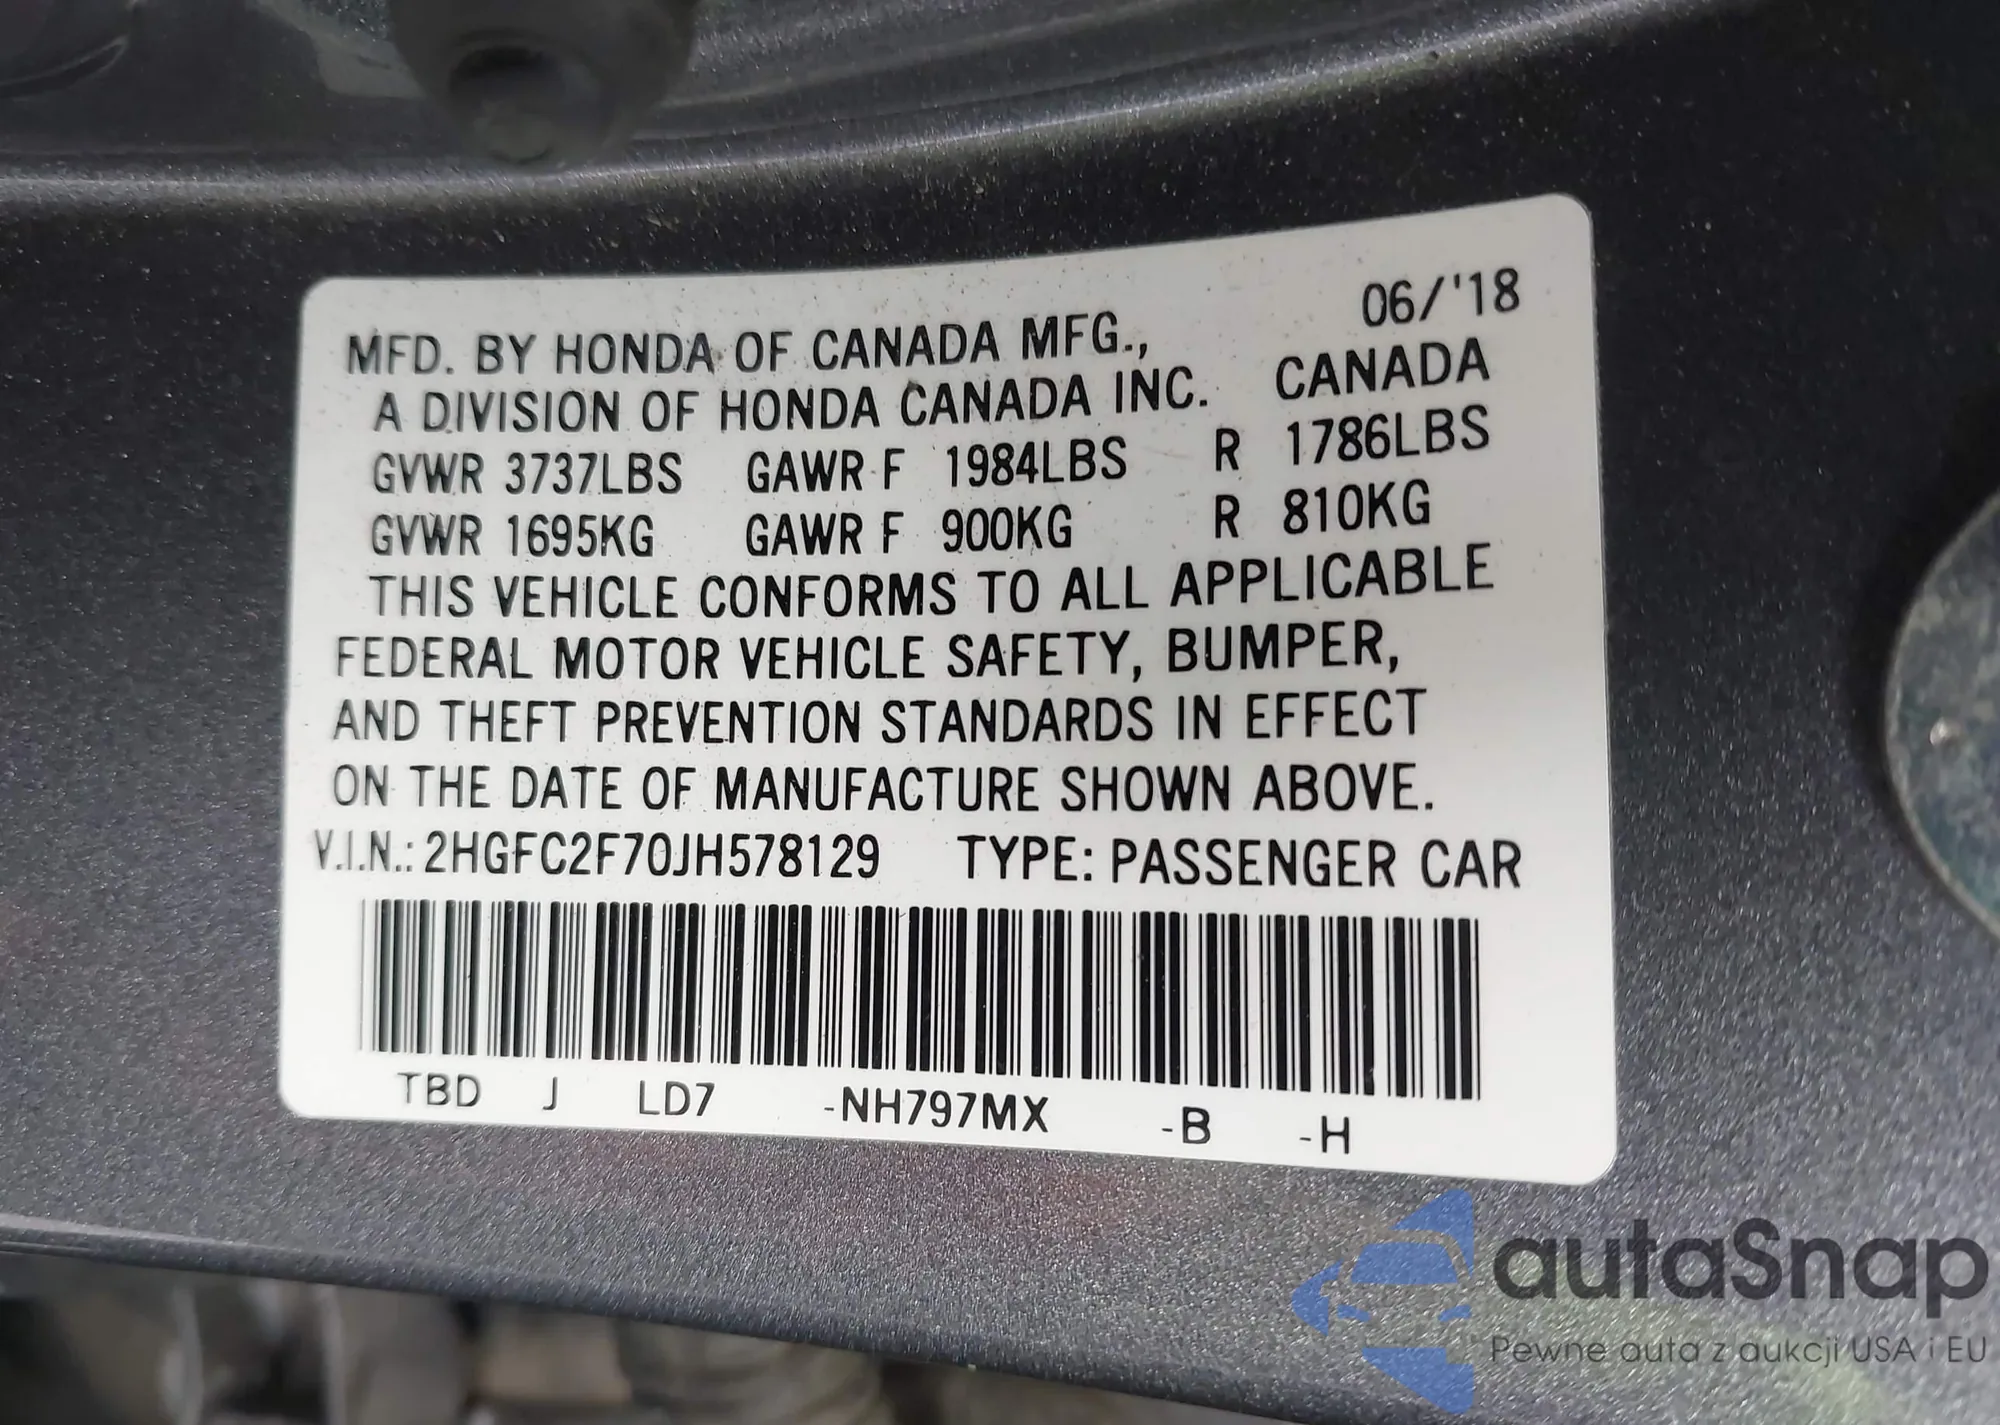 06/'18
MFD. BY HONDA OF CANADA MFG.,
A DIVISION OF HONDA CANADA INC. CANADA
GVWR 3737LBS GAWR F 1984LBS R 1786LBS
GVWR 1695KG GAWR F 900KG R 810KG
THIS VEHICLE CONFORMS TO ALL APPLICABLE
FEDERAL MOTOR VEHICLE SAFETY, BUMPER,
AND THEFT PREVENTION STANDARDS IN EFFECT
ON THE DATE OF MANUFACTURE SHOWN ABOVE.
V.I.N.: 2HGFC2F70JH578129 TYPE: PASSENGER CAR
TBD J LD7 -NH797MX -B -H
autaSnap
Pewne auta z aukcji USA i EU